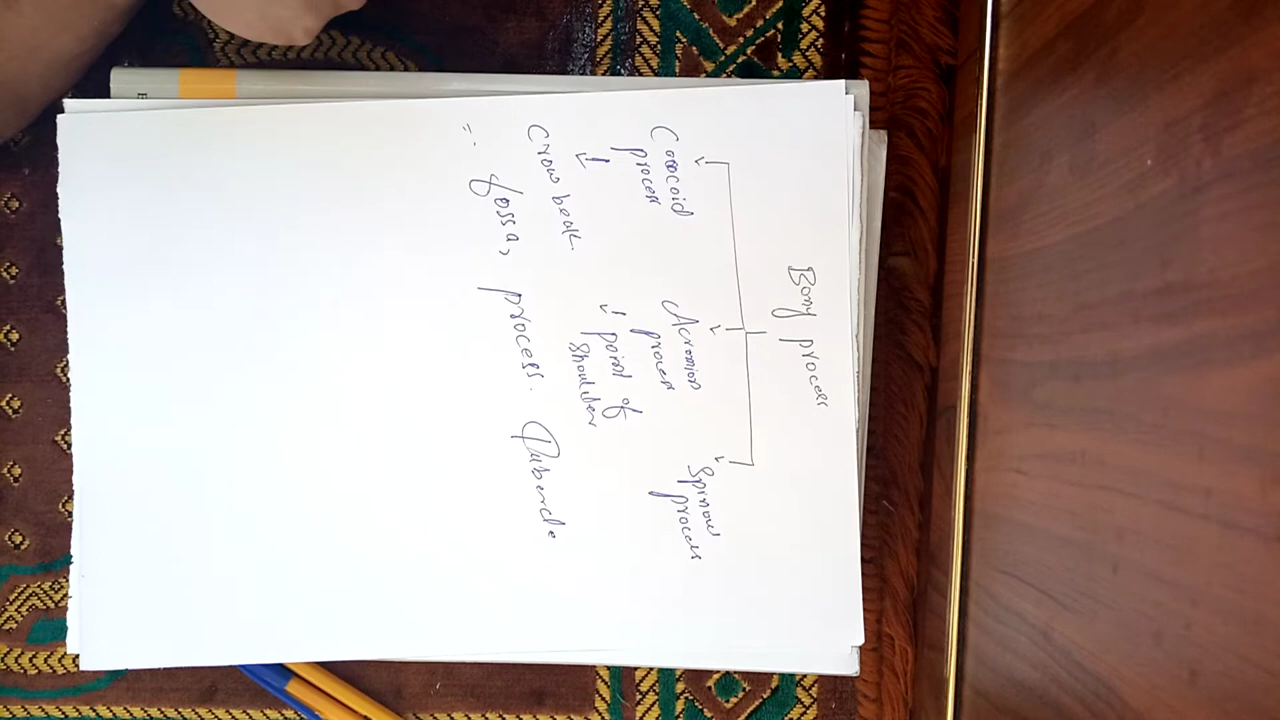 Bony process
Coracoid process
Acromion process
Spinous process
Crow beak
point of shoulder
fossa, process. Tubercle